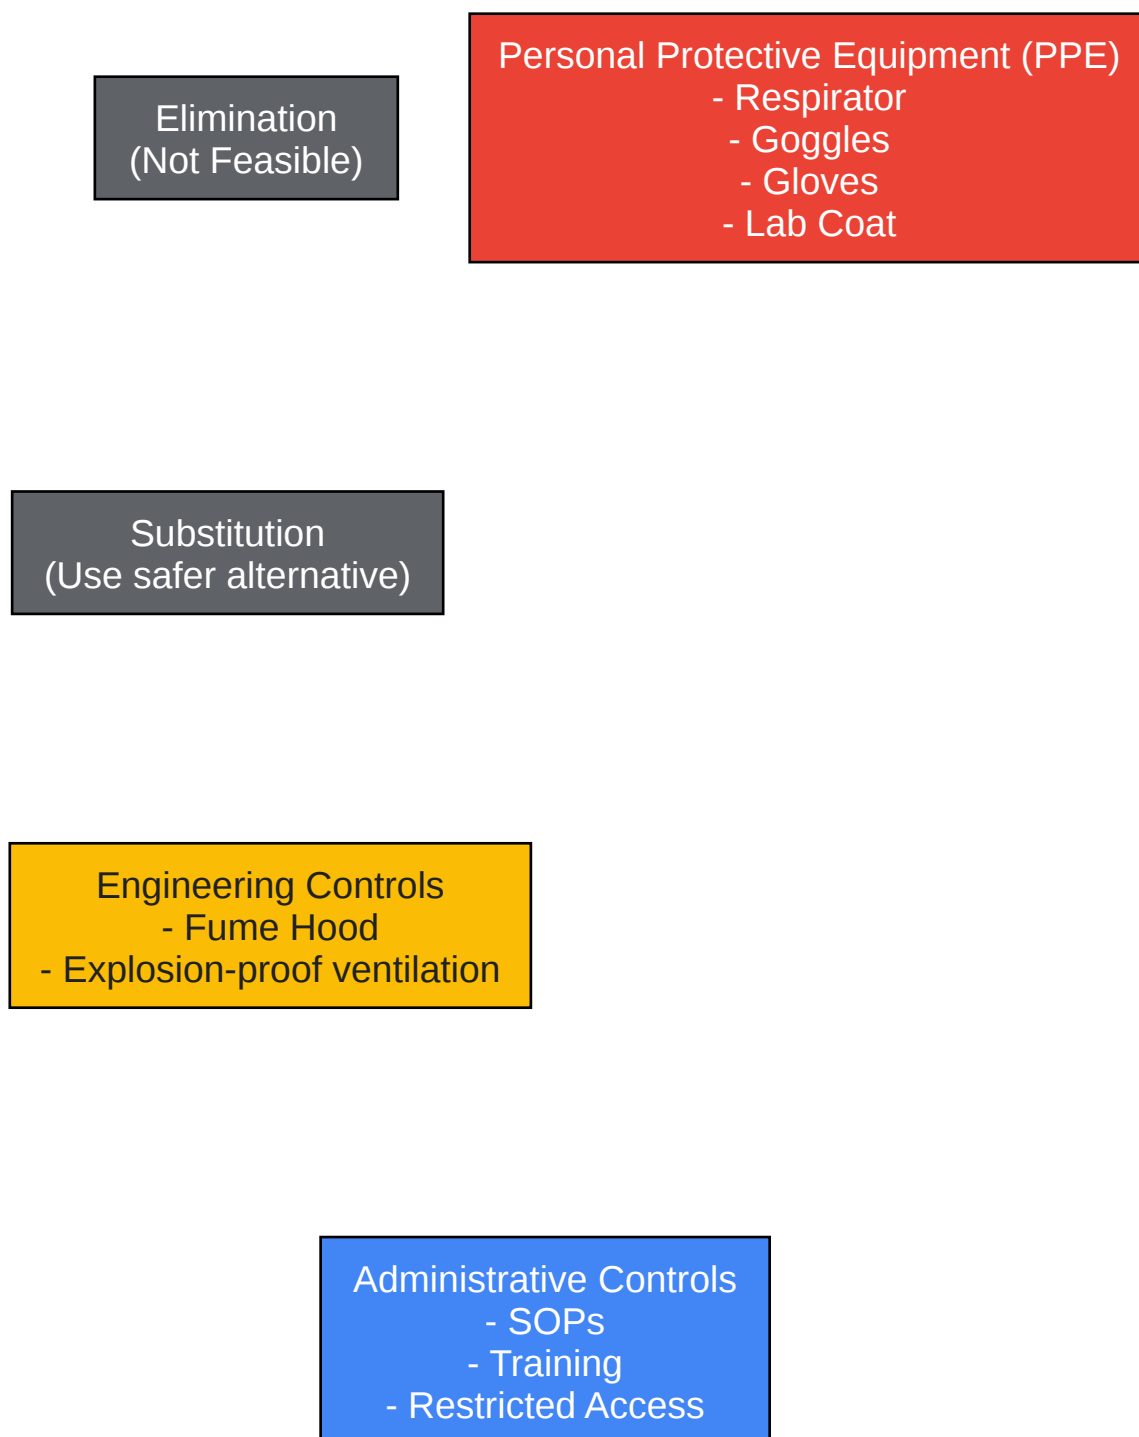 Elimination
(Not Feasible)
Personal Protective Equipment (PPE)
- Respirator
- Goggles
- Gloves
- Lab Coat
Substitution
(Use safer alternative)
Engineering Controls
- Fume Hood
- Explosion-proof ventilation
Administrative Controls
- SOPs
- Training
- Restricted Access